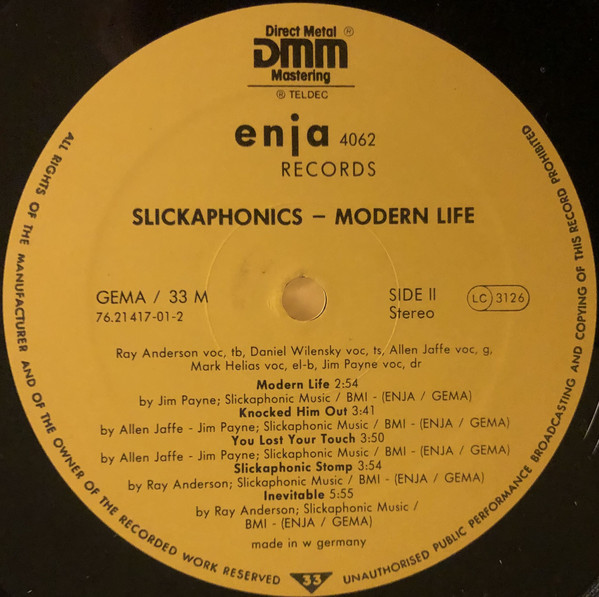 Direct Metal ®
DMM
Mastering
® TELDEC
enja 4062
RECORDS
SLICKAPHONICS – MODERN LIFE
GEMA / 33 M
76.21417-01-2
SIDE II
Stereo
LC 3126
Ray Anderson voc, tb, Daniel Wilensky voc, ts, Allen Jaffe voc, g,
Mark Helias voc, el-b, Jim Payne voc, dr
Modern Life 2:54
by Jim Payne; Slickaphonic Music / BMI - (ENJA / GEMA)
Knocked Him Out 3:41
by Allen Jaffe - Jim Payne; Slickaphonic Music / BMI - (ENJA / GEMA)
You Lost Your Touch 3:50
by Allen Jaffe - Jim Payne; Slickaphonic Music / BMI - (ENJA / GEMA)
Slickaphonic Stomp 3:54
by Ray Anderson; Slickaphonic Music / BMI - (ENJA / GEMA)
Inevitable 5:55
by Ray Anderson; Slickaphonic Music /
BMI - (ENJA / GEMA)
made in w germany
ALL RIGHTS OF THE MANUFACTURER AND OF THE OWNER OF THE RECORDED WORK RESERVED
33
UNAUTHORISED PUBLIC PERFORMANCE BROADCASTING AND COPYING OF THIS RECORD PROHIBITED